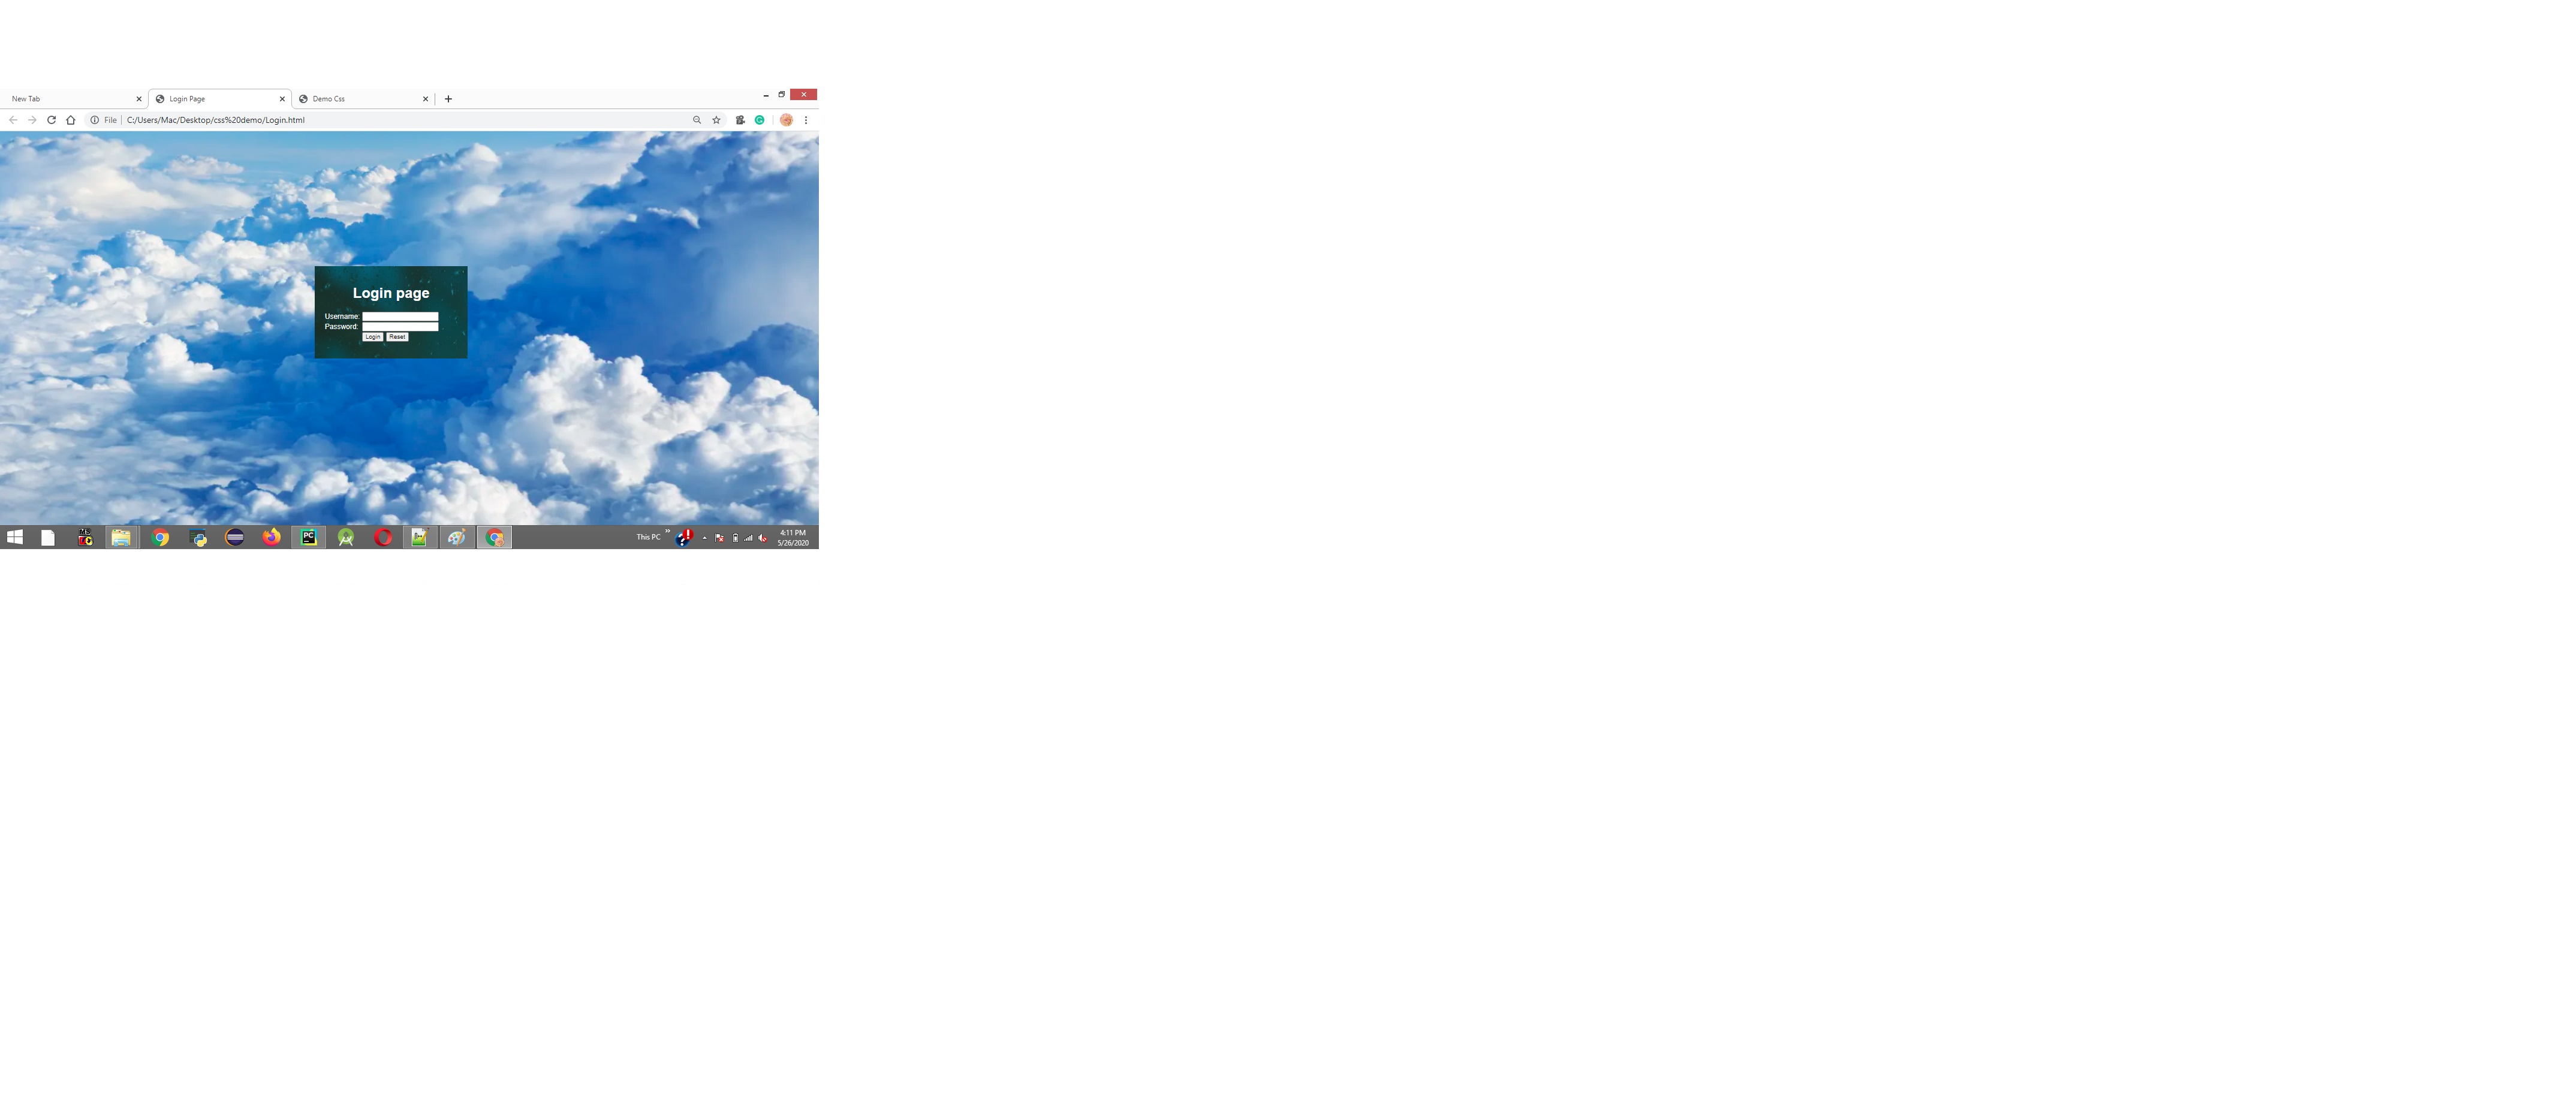 New Tab
Login Page
Demo Css
File
C:/Users/Mac/Desktop/css%20demo/Login.html
Login page
Username:
Password:
Login Reset
PC
This PC
4:11 PM
5/26/2020